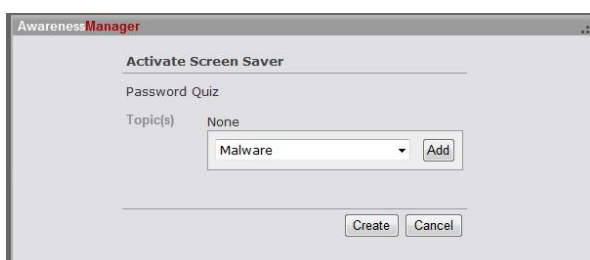 AwarenessManager
Activate Screen Saver
Password Quiz
Topic(s) None
Malware Add
Create Cancel